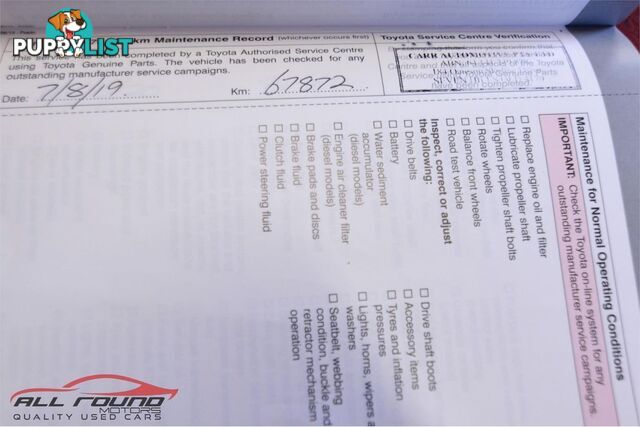 PUPPYLIST
km Maintenance Record (whichever occurs first)
Toyota Service Centre Verification
completed by a Toyota Authorised Service Centre
using Toyota Genuine Parts. The vehicle has been checked for any
outstanding manufacturer service campaigns.
Date: 7/8/19
Km: 67872
Maintenance for Normal Operating Conditions
IMPORTANT: Check the Toyota on-line system for any
outstanding manufacturer service campaigns.
☐ Replace engine oil and filter
☐ Lubricate propeller shaft
☐ Tighten propeller shaft bolts
☐ Rotate wheels
☐ Balance front wheels
☐ Road test vehicle
Inspect, correct or adjust
the following:
☐ Drive belts
☐ Battery
☐ Water sediment
accumulator
(diesel models)
☐ Engine air cleaner filter
(diesel models)
☐ Brake pads and discs
☐ Brake fluid
☐ Clutch fluid
☐ Power steering fluid
☐ Drive shaft boots
☐ Accessory items
☐ Tyres and inflation
pressures
☐ Lights, horns, wipers
washers
☐ Seatbelt, webbing
condition, buckle and
retractor mechanism
operation
ALL ROUND
MOTORS
QUALITY USED CARS